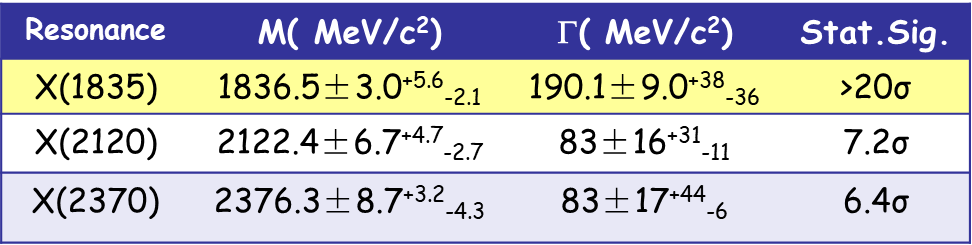 Resonance M( MeV/c²) Γ( MeV/c²) Stat.Sig.
X(1835) 1836.5±3.0+5.6-2.1 190.1±9.0+38-36 >20σ
X(2120) 2122.4±6.7+4.7-2.7 83±16+31-11 7.2σ
X(2370) 2376.3±8.7+3.2-4.3 83±17+44-6 6.4σ